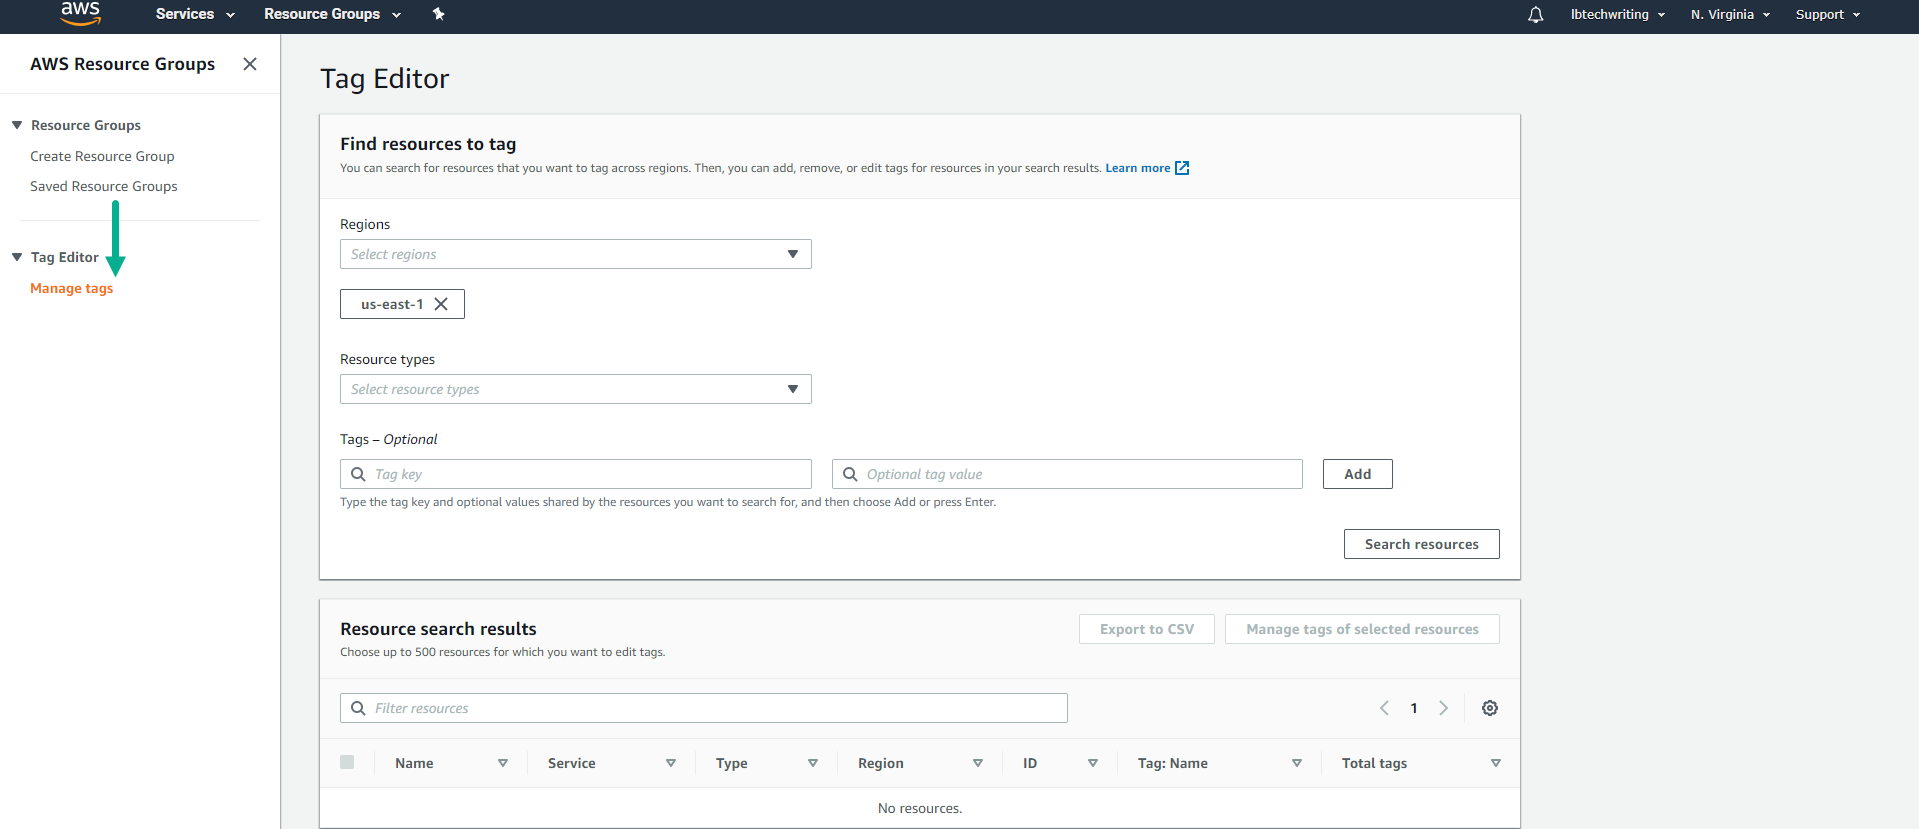 aws Services Resource Groups lbtechwriting N. Virginia Support
AWS Resource Groups
Resource Groups
Create Resource Group
Saved Resource Groups
Tag Editor
Manage tags
Tag Editor
Find resources to tag
You can search for resources that you want to tag across regions. Then, you can add, remove, or edit tags for resources in your search results. Learn more
Regions
Select regions
us-east-1
Resource types
Select resource types
Tags – Optional
Tag key Optional tag value Add
Type the tag key and optional values shared by the resources you want to search for, and then choose Add or press Enter.
Search resources
Resource search results Export to CSV Manage tags of selected resources
Choose up to 500 resources for which you want to edit tags.
Filter resources 1
Name Service Type Region ID Tag: Name Total tags
No resources.